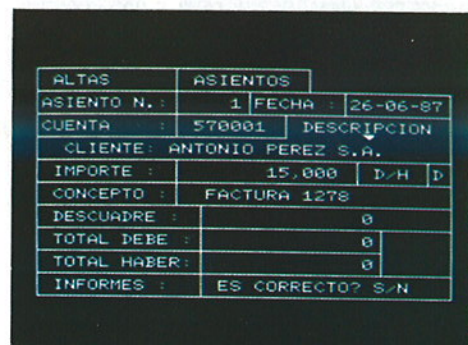 ALTAS ASIENTOS
ASIENTO N.: 1 FECHA : 26-06-87
CUENTA : 570001 DESCRIPCION
CLIENTE: ANTONIO PEREZ S.A.
IMPORTE : 15,000 D/H D
CONCEPTO : FACTURA 1278
DESCUADRE : 0
TOTAL DEBE : 0
TOTAL HABER: 0
INFORMES : ES CORRECTO? S/N